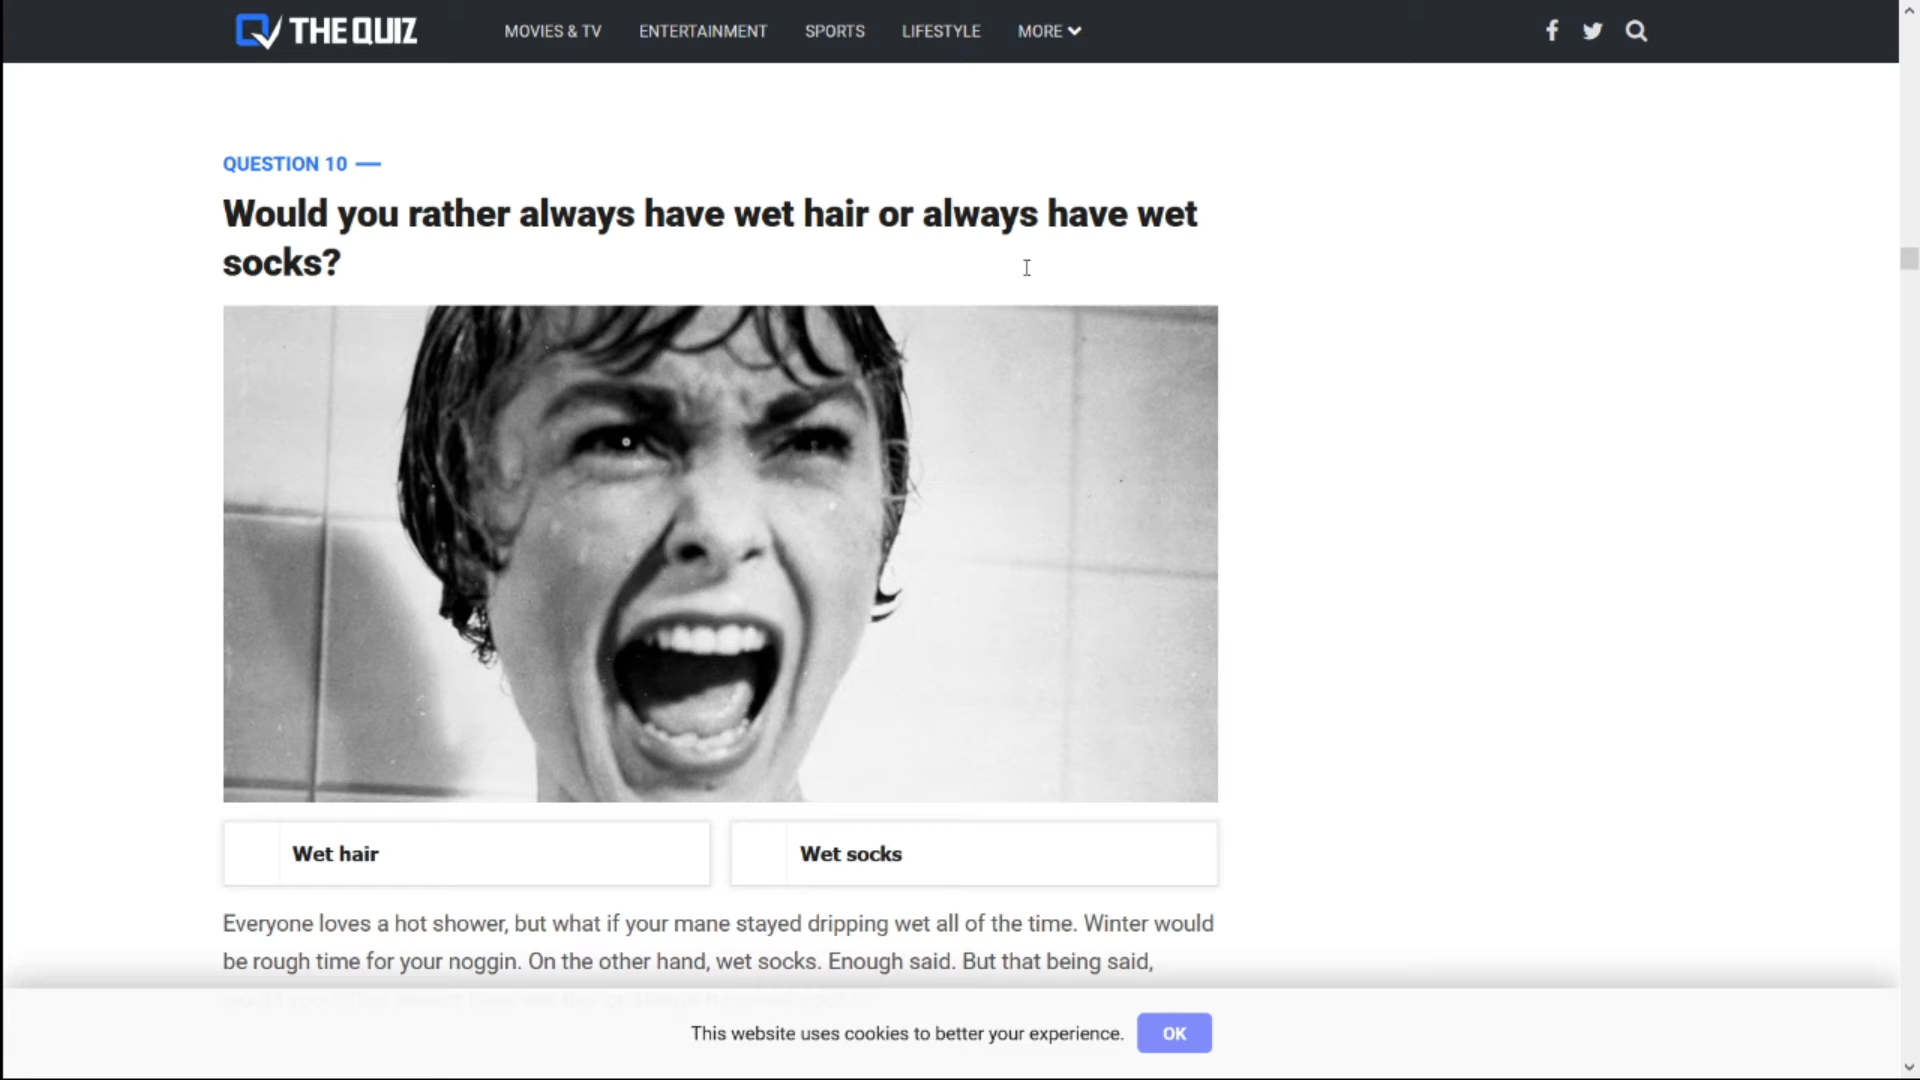 THE QUIZ
MOVIES & TV
ENTERTAINMENT
SPORTS
LIFESTYLE
MORE
QUESTION 10
Would you rather always have wet hair or always have wet
socks?
Wet hair
Wet socks
Everyone loves a hot shower, but what if your mane stayed dripping wet all of the time. Winter would
be rough time for your noggin. On the other hand, wet socks. Enough said. But that being said,
This website uses cookies to better your experience.
OK